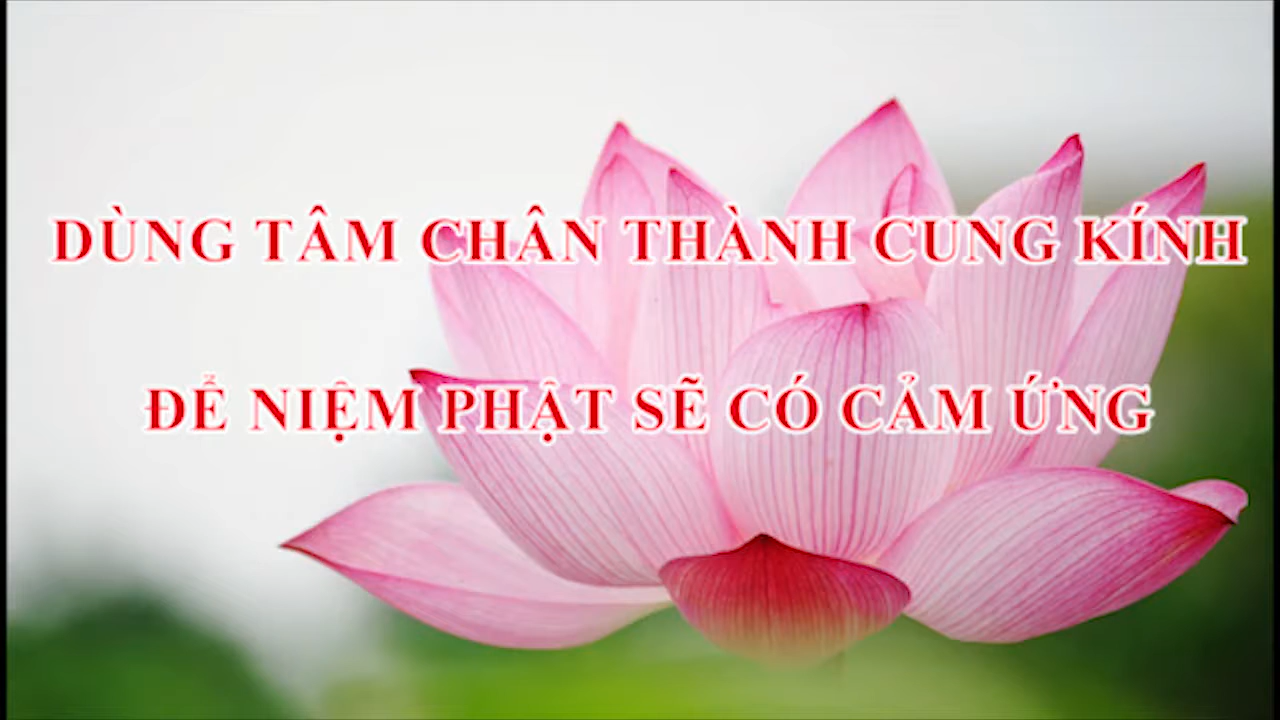 DÙNG TÂM CHÂN THÀNH CUNG KÍNH
ĐỂ NIỆM PHẬT SẼ CÓ CẢM ỨNG